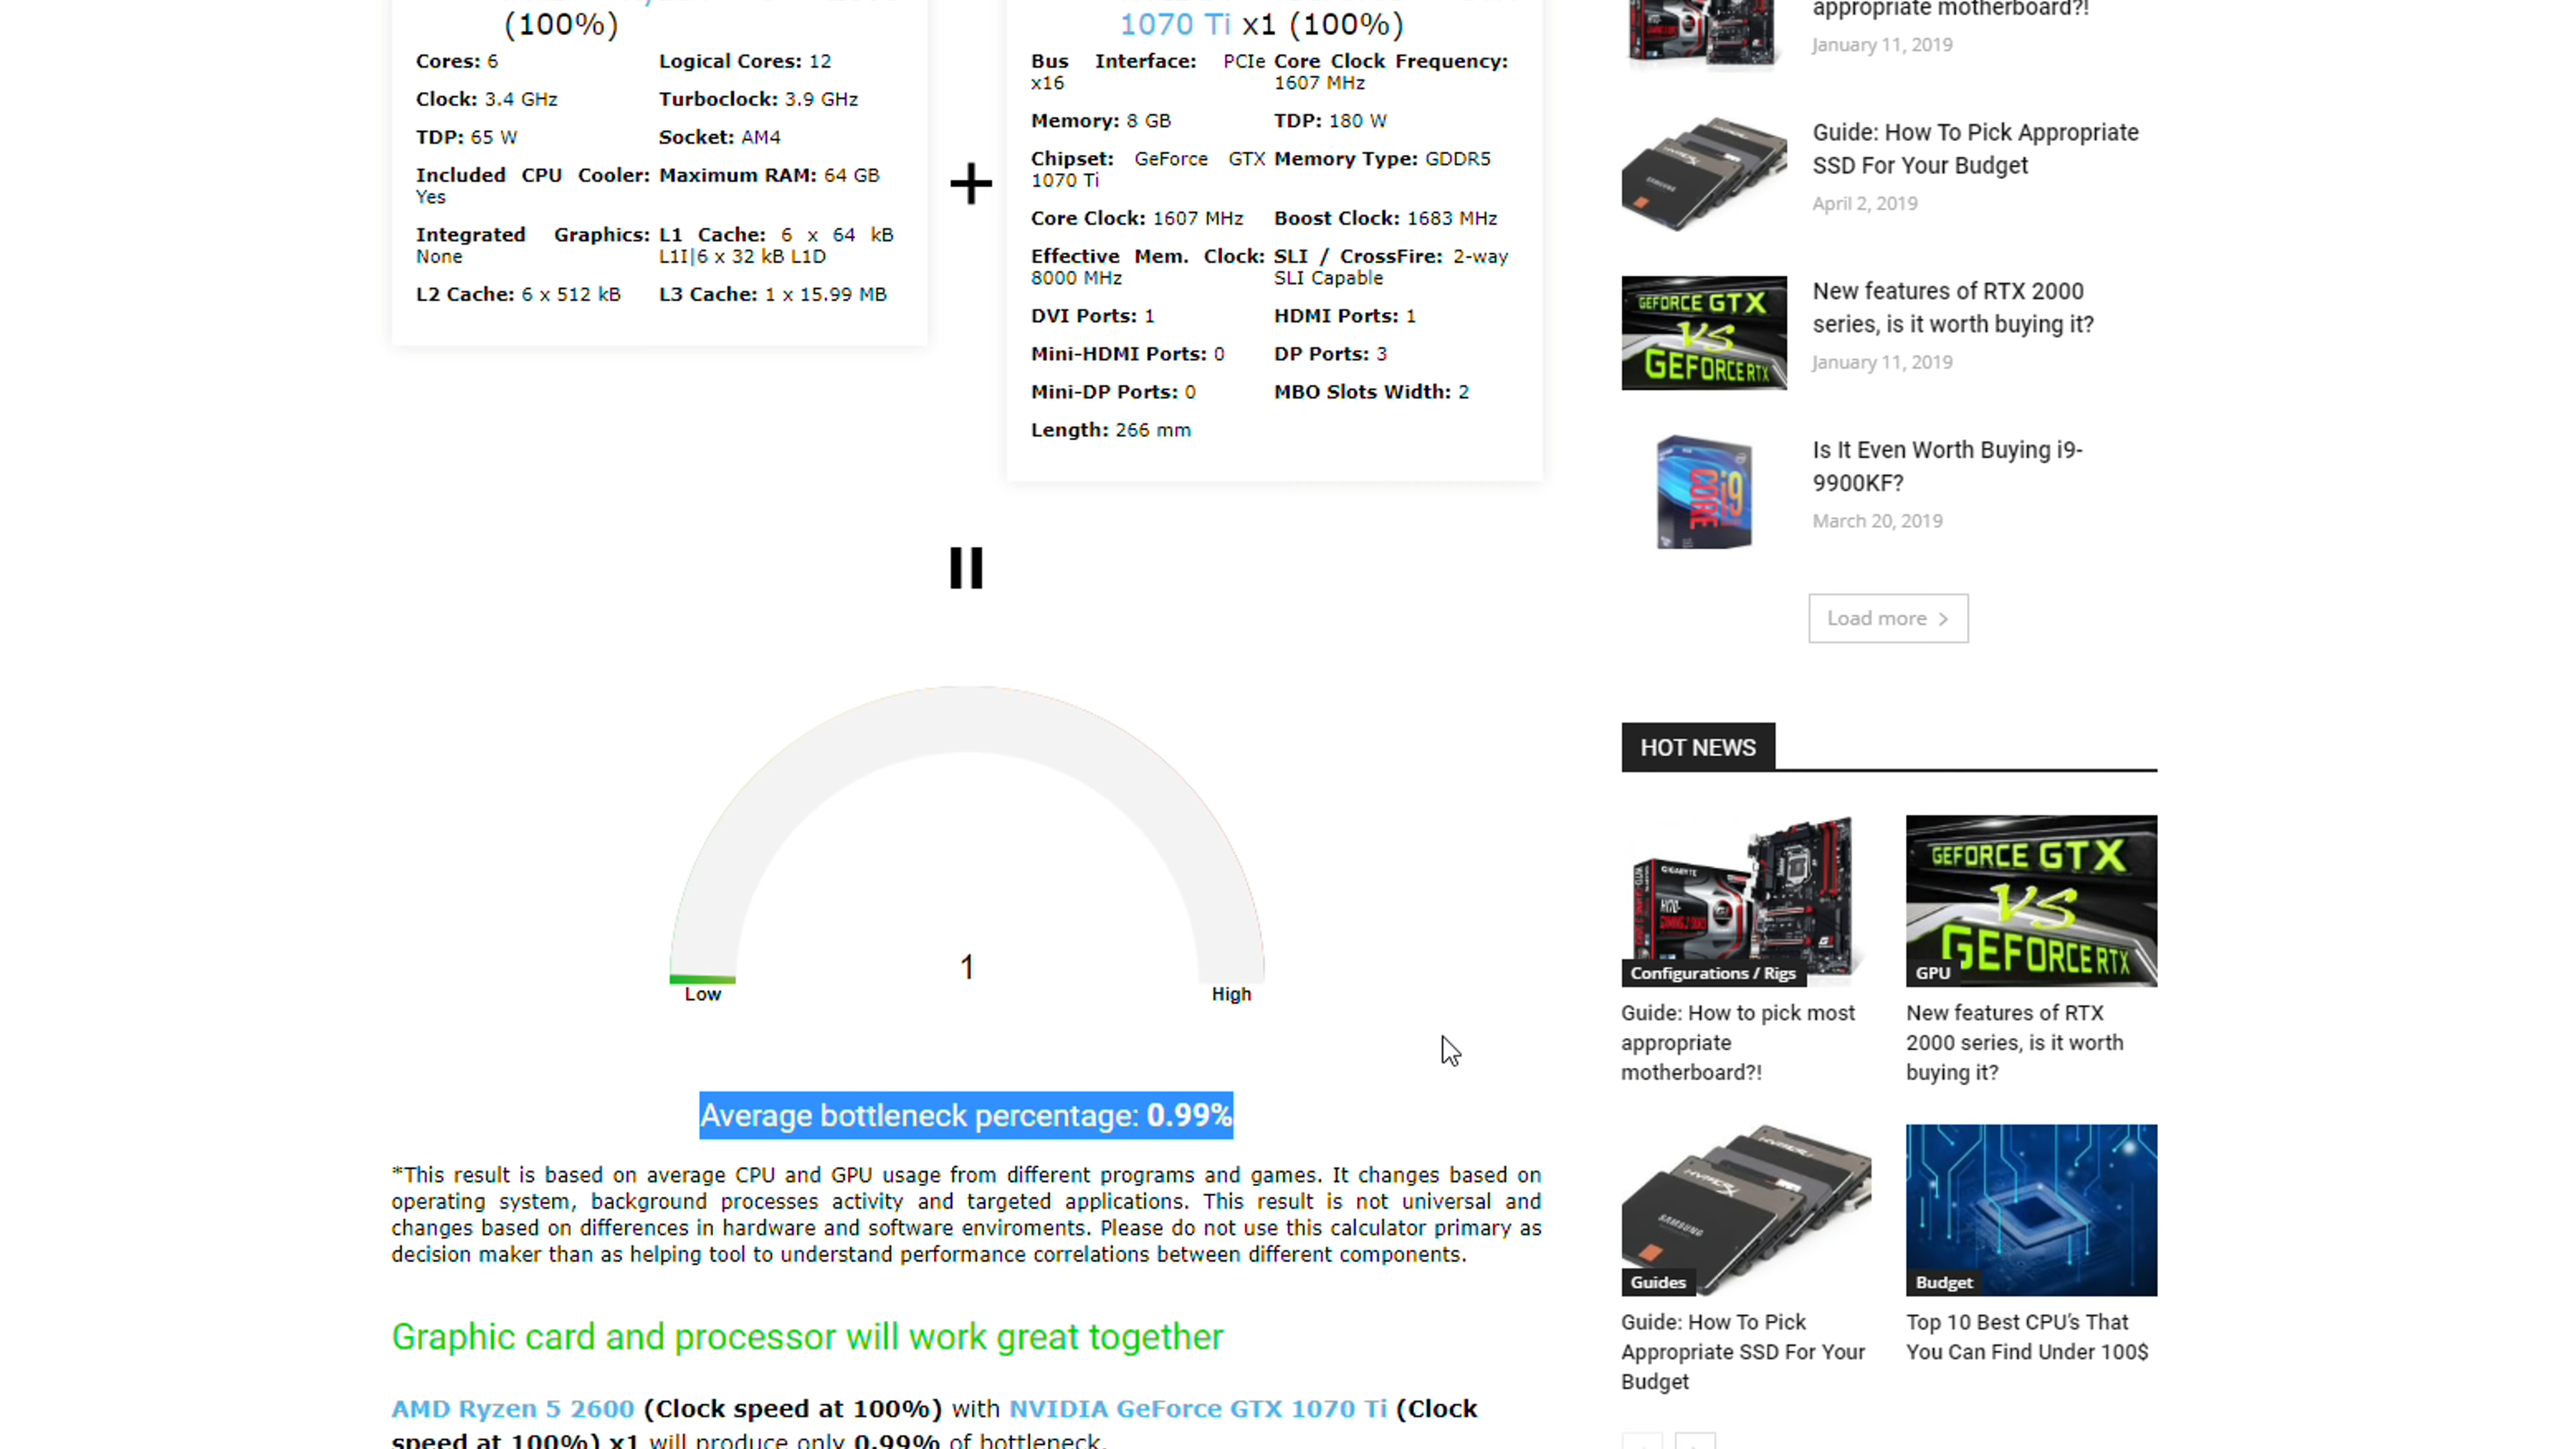 (100%)
Cores: 6
Logical Cores: 12
Clock: 3.4 GHz
Turboclock: 3.9 GHz
TDP: 65 W
Socket: AM4
Included CPU Cooler:
Yes
Maximum RAM: 64 GB
Integrated Graphics:
None
L1 Cache: 6 x 64 kB
L1I|6 x 32 kB L1D
L2 Cache: 6 x 512 kB
L3 Cache: 1 x 15.99 MB
+
1070 Ti x1 (100%)
Bus Interface: PCIe
x16
Core Clock Frequency:
1607 MHz
Memory: 8 GB
TDP: 180 W
Chipset: GeForce GTX
1070 Ti
Memory Type: GDDR5
Core Clock: 1607 MHz
Boost Clock: 1683 MHz
Effective Mem. Clock:
8000 MHz
SLI / CrossFire: 2-way
SLI Capable
DVI Ports: 1
HDMI Ports: 1
Mini-HDMI Ports: 0
DP Ports: 3
Mini-DP Ports: 0
MBO Slots Width: 2
Length: 266 mm
1
Low
High
Average bottleneck percentage: 0.99%
*This result is based on average CPU and GPU usage from different programs and games. It changes based on
operating system, background processes activity and targeted applications. This result is not universal and
changes based on differences in hardware and software enviroments. Please do not use this calculator primary as
decision maker than as helping tool to understand performance correlations between different components.
Graphic card and processor will work great together
AMD Ryzen 5 2600 (Clock speed at 100%) with NVIDIA GeForce GTX 1070 Ti (Clock
speed at 100%) x1 will produce only 0.99% of bottleneck.
appropriate motherboard?!
January 11, 2019
Guide: How To Pick Appropriate
SSD For Your Budget
April 2, 2019
GEFORCE GTX
VS
GEFORCE RTX
New features of RTX 2000
series, is it worth buying it?
January 11, 2019
CORE i9
Is It Even Worth Buying i9-
9900KF?
March 20, 2019
Load more
HOT NEWS
GIGABYTE
Configurations / Rigs
Guide: How to pick most
appropriate
motherboard?!
GEFORCE GTX
VS
GEFORCE RTX
GPU
New features of RTX
2000 series, is it worth
buying it?
HYPERX
SAMSUNG
Guides
Guide: How To Pick
Appropriate SSD For Your
Budget
Budget
Top 10 Best CPU's That
You Can Find Under 100$